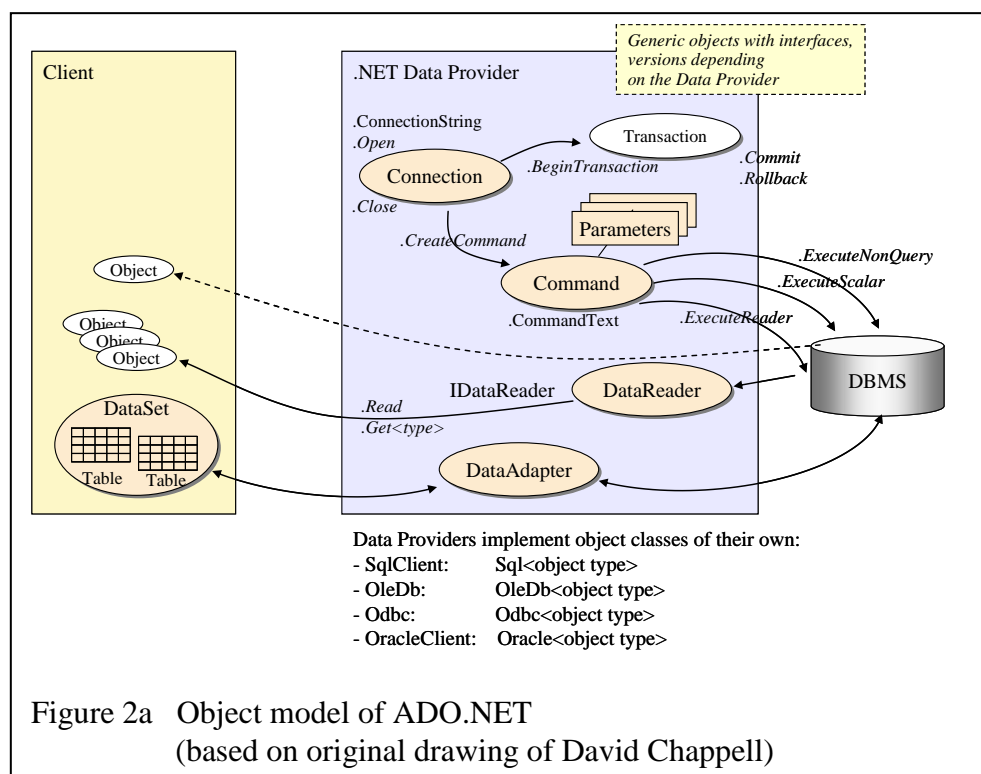 Generic objects with interfaces,
versions depending
on the Data Provider
Client
.NET Data Provider
.ConnectionString
.Open
Transaction
.BeginTransaction
.Commit
.Rollback
Connection
.Close
.CreateCommand
Parameters
.ExecuteNonQuery
Object
Command
.ExecuteScalar
.CommandText
.ExecuteReader
Object
Object
Object
DBMS
IDataReader
DataReader
DataSet
.Read
.Get<type>
Table
Table
DataAdapter
Data Providers implement object classes of their own:
- SqlClient: Sql<object type>
- OleDb: OleDb<object type>
- Odbc: Odbc<object type>
- OracleClient: Oracle<object type>
Figure 2a Object model of ADO.NET
(based on original drawing of David Chappell)